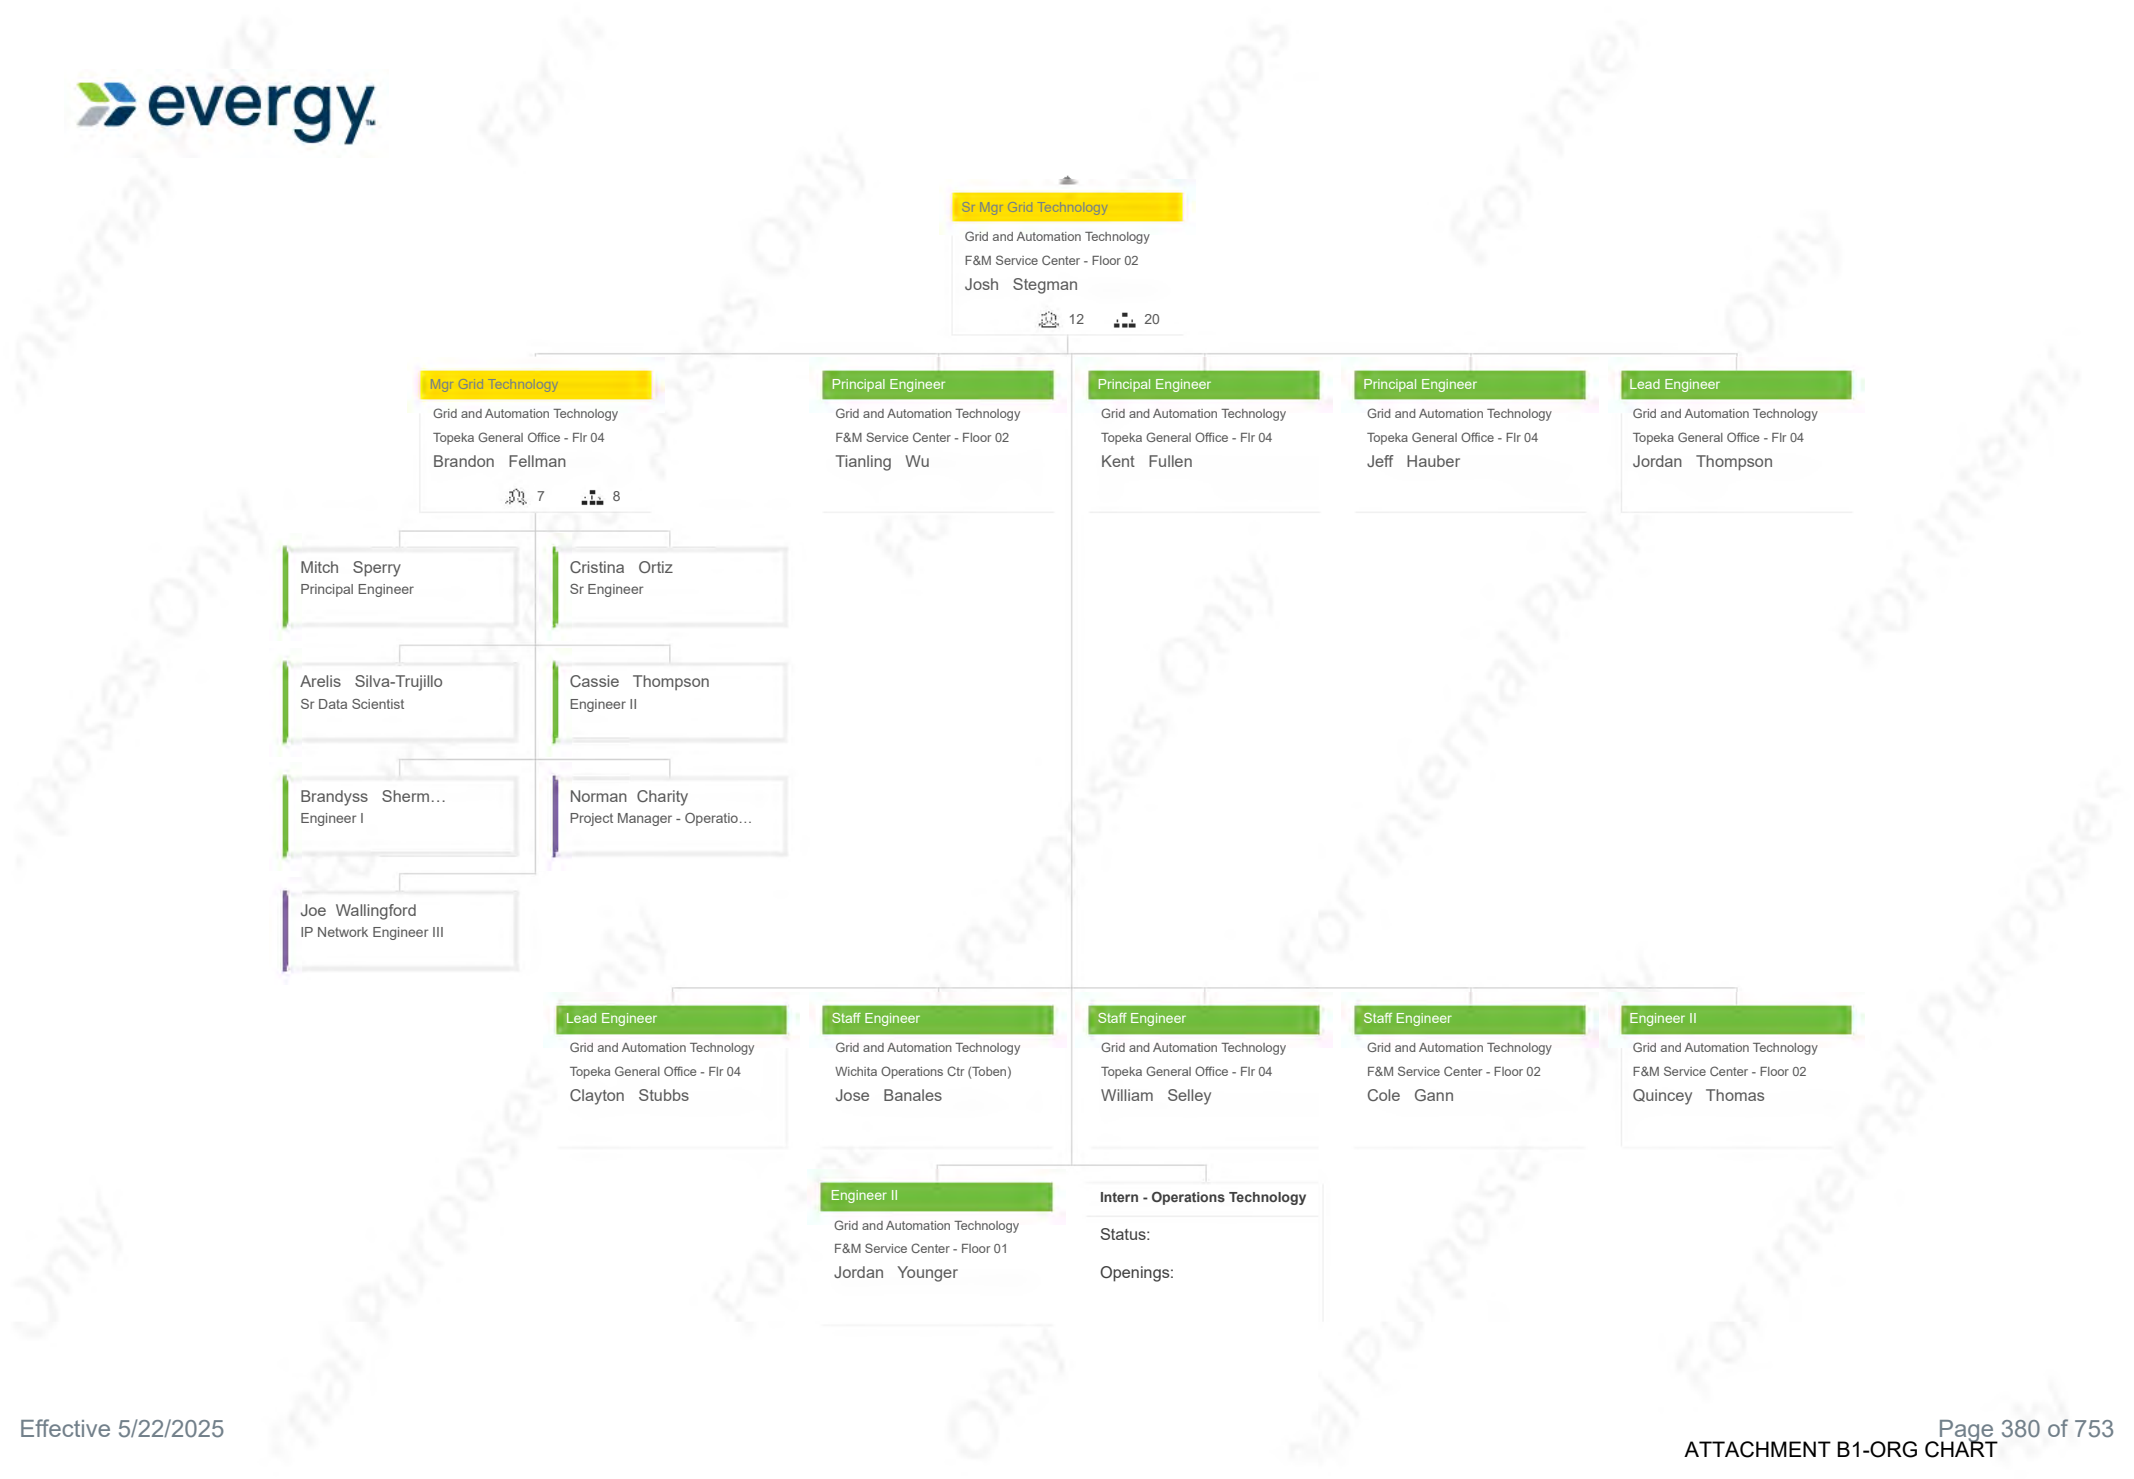 evergy
Sr Mgr Grid Technology
Grid and Automation Technology
F&M Service Center - Floor 02
Josh Stegman
12 20
Mgr Grid Technology
Grid and Automation Technology
Topeka General Office - Flr 04
Brandon Fellman
7 8
Principal Engineer
Grid and Automation Technology
F&M Service Center - Floor 02
Tianling Wu
Principal Engineer
Grid and Automation Technology
Topeka General Office - Flr 04
Kent Fullen
Principal Engineer
Grid and Automation Technology
Topeka General Office - Flr 04
Jeff Hauber
Lead Engineer
Grid and Automation Technology
Topeka General Office - Flr 04
Jordan Thompson
Mitch Sperry
Principal Engineer
Cristina Ortiz
Sr Engineer
Arelis Silva-Trujillo
Sr Data Scientist
Cassie Thompson
Engineer II
Brandyss Sherm...
Engineer I
Norman Charity
Project Manager - Operatio...
Joe Wallingford
IP Network Engineer III
Lead Engineer
Grid and Automation Technology
Topeka General Office - Flr 04
Clayton Stubbs
Staff Engineer
Grid and Automation Technology
Wichita Operations Ctr (Toben)
Jose Banales
Staff Engineer
Grid and Automation Technology
Topeka General Office - Flr 04
William Selley
Staff Engineer
Grid and Automation Technology
F&M Service Center - Floor 02
Cole Gann
Engineer II
Grid and Automation Technology
F&M Service Center - Floor 02
Quincey Thomas
Engineer II
Grid and Automation Technology
F&M Service Center - Floor 01
Jordan Younger
Intern - Operations Technology
Status:
Openings:
Effective 5/22/2025
Page 380 of 753
ATTACHMENT B1-ORG CHART
For Internal Purposes Only